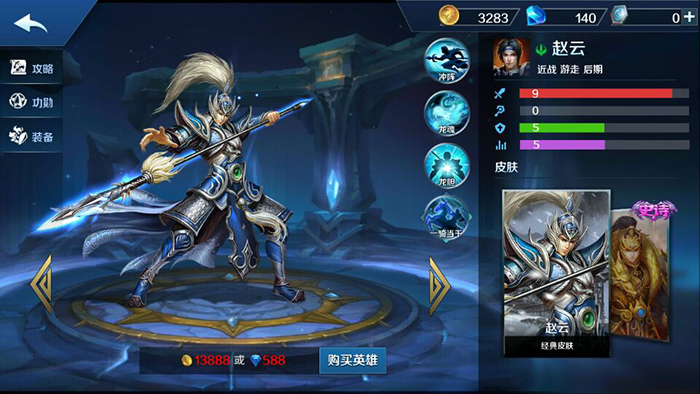 3283
140
0
攻略
功勋
装备
冲阵
龙魂
龙胆
一骑当千
赵云
近战 游走 后期
9
0
5
5
皮肤
史诗
赵云
经典皮肤
13888 或 588
购买英雄